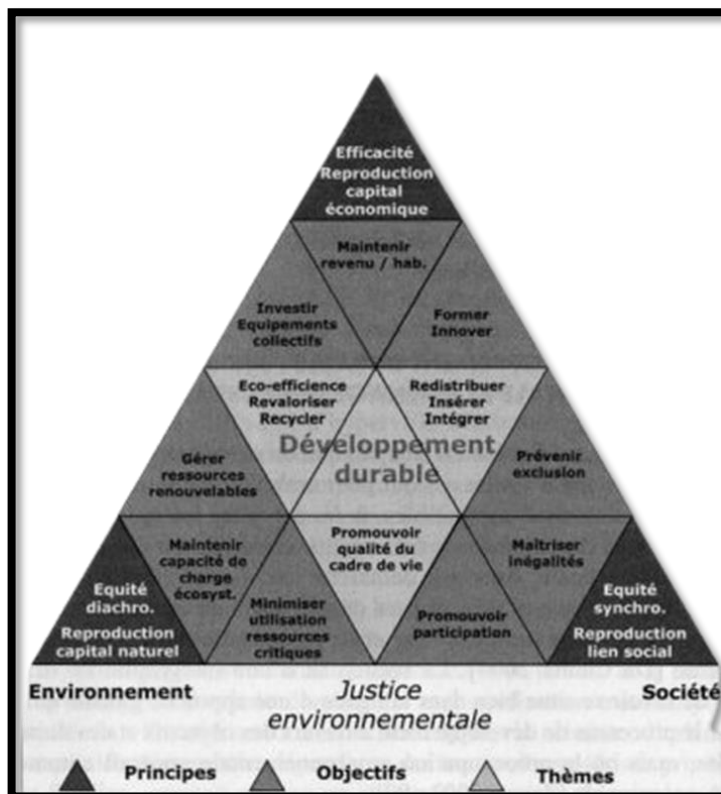 Efficacité
Reproduction
capital
économique
Maintenir
revenu / hab.
Investir
Equipements
collectifs
Former
Innover
Eco-efficience
Revaloriser
Recycler
Redistribuer
Insérer
Intégrer
Développement
durable
Gérer
ressources
renouvelables
Prévenir
exclusion
Equité
diachro.
Reproduction
capital naturel
Maintenir
capacité de
charge
écosyst.
Minimiser
utilisation
ressources
critiques
Promouvoir
qualité du
cadre de vie
Promouvoir
participation
Maîtriser
inégalités
Equité
synchro.
Reproduction
lien social
Environnement
Justice
environnementale
Société
Principes
Objectifs
Thèmes